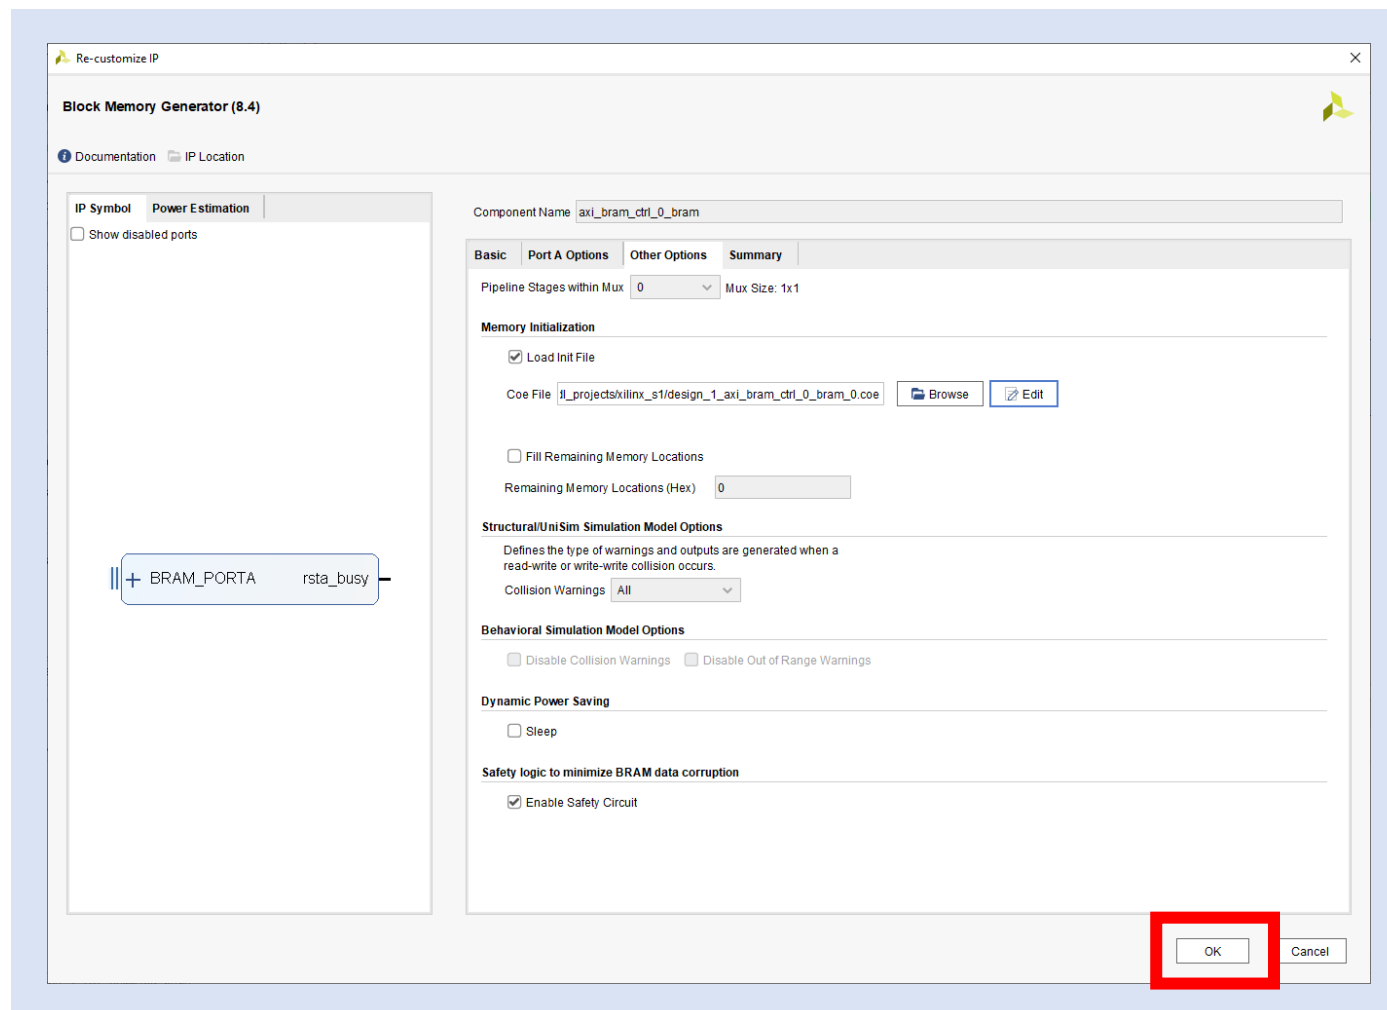 Re-customize IP
Block Memory Generator (8.4)
Documentation IP Location
IP Symbol Power Estimation
Show disabled ports
BRAM_PORTA rsta_busy
Component Name axi_bram_ctrl_0_bram
Basic Port A Options Other Options Summary
Pipeline Stages within Mux 0 Mux Size: 1x1
Memory Initialization
Load Init File
Coe File _projects/xilinx_s1/design_1_axi_bram_ctrl_0_bram_0.coe Browse Edit
Fill Remaining Memory Locations
Remaining Memory Locations (Hex) 0
Structural/UniSim Simulation Model Options
Defines the type of warnings and outputs are generated when a
read-write or write-write collision occurs.
Collision Warnings All
Behavioral Simulation Model Options
Disable Collision Warnings Disable Out of Range Warnings
Dynamic Power Saving
Sleep
Safety logic to minimize BRAM data corruption
Enable Safety Circuit
OK Cancel